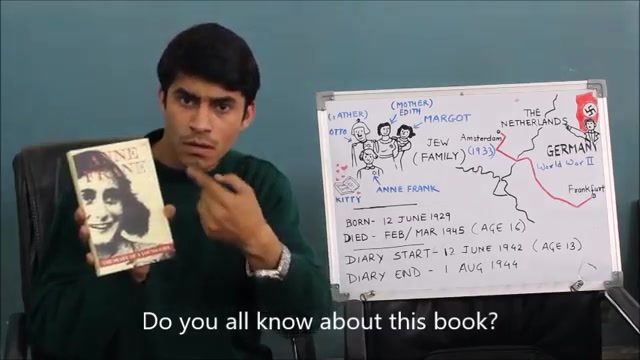 ANNE
FRANK
THE DIARY OF A YOUNG GIRL
(FATHER)
OTTO
(MOTHER)
EDITH
MARGOT
ANNE FRANK
KITTY
JEW
(FAMILY)
THE
NETHERLANDS
Amsterdam
(1933)
GERMANY
World War II
Frankfurt
BORN- 12 JUNE 1929
DIED- FEB/MAR 1945 (AGE 16)
DIARY START- 12 JUNE 1942 (AGE 13)
DIARY END - 1 AUG 1944
Do you all know about this book?